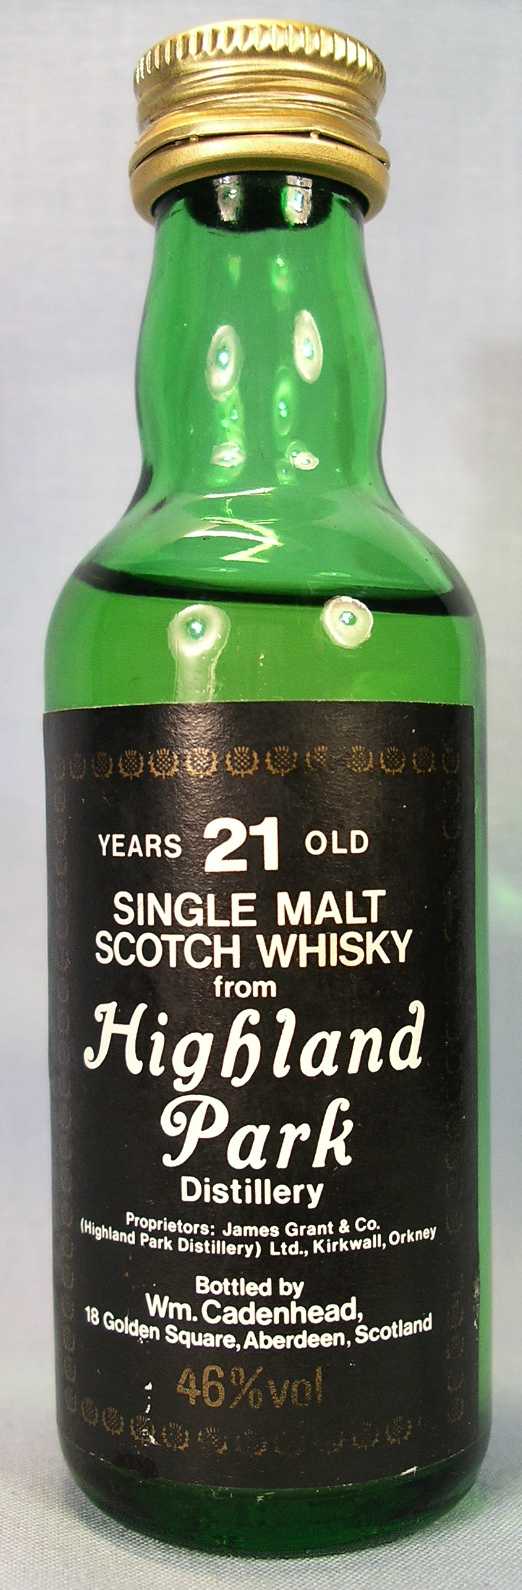 YEARS 21 OLD
SINGLE MALT
SCOTCH WHISKY
from
Highland
Park
Distillery
Proprietors: James Grant & Co.
(Highland Park Distillery) Ltd., Kirkwall, Orkney
Bottled by
Wm. Cadenhead,
18 Golden Square, Aberdeen, Scotland
46%vol